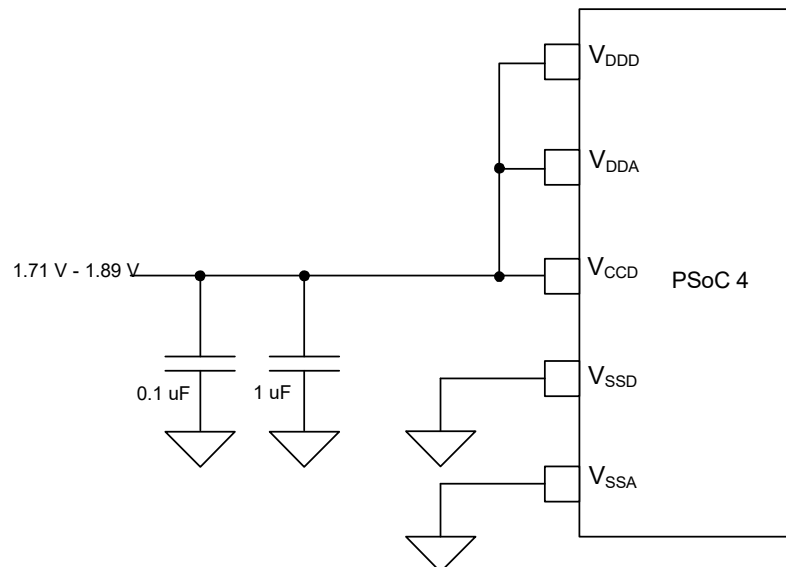 VDDD
VDDA
1.71 V - 1.89 V
VCCD
PSoC 4
0.1 uF
1 uF
VSSD
VSSA